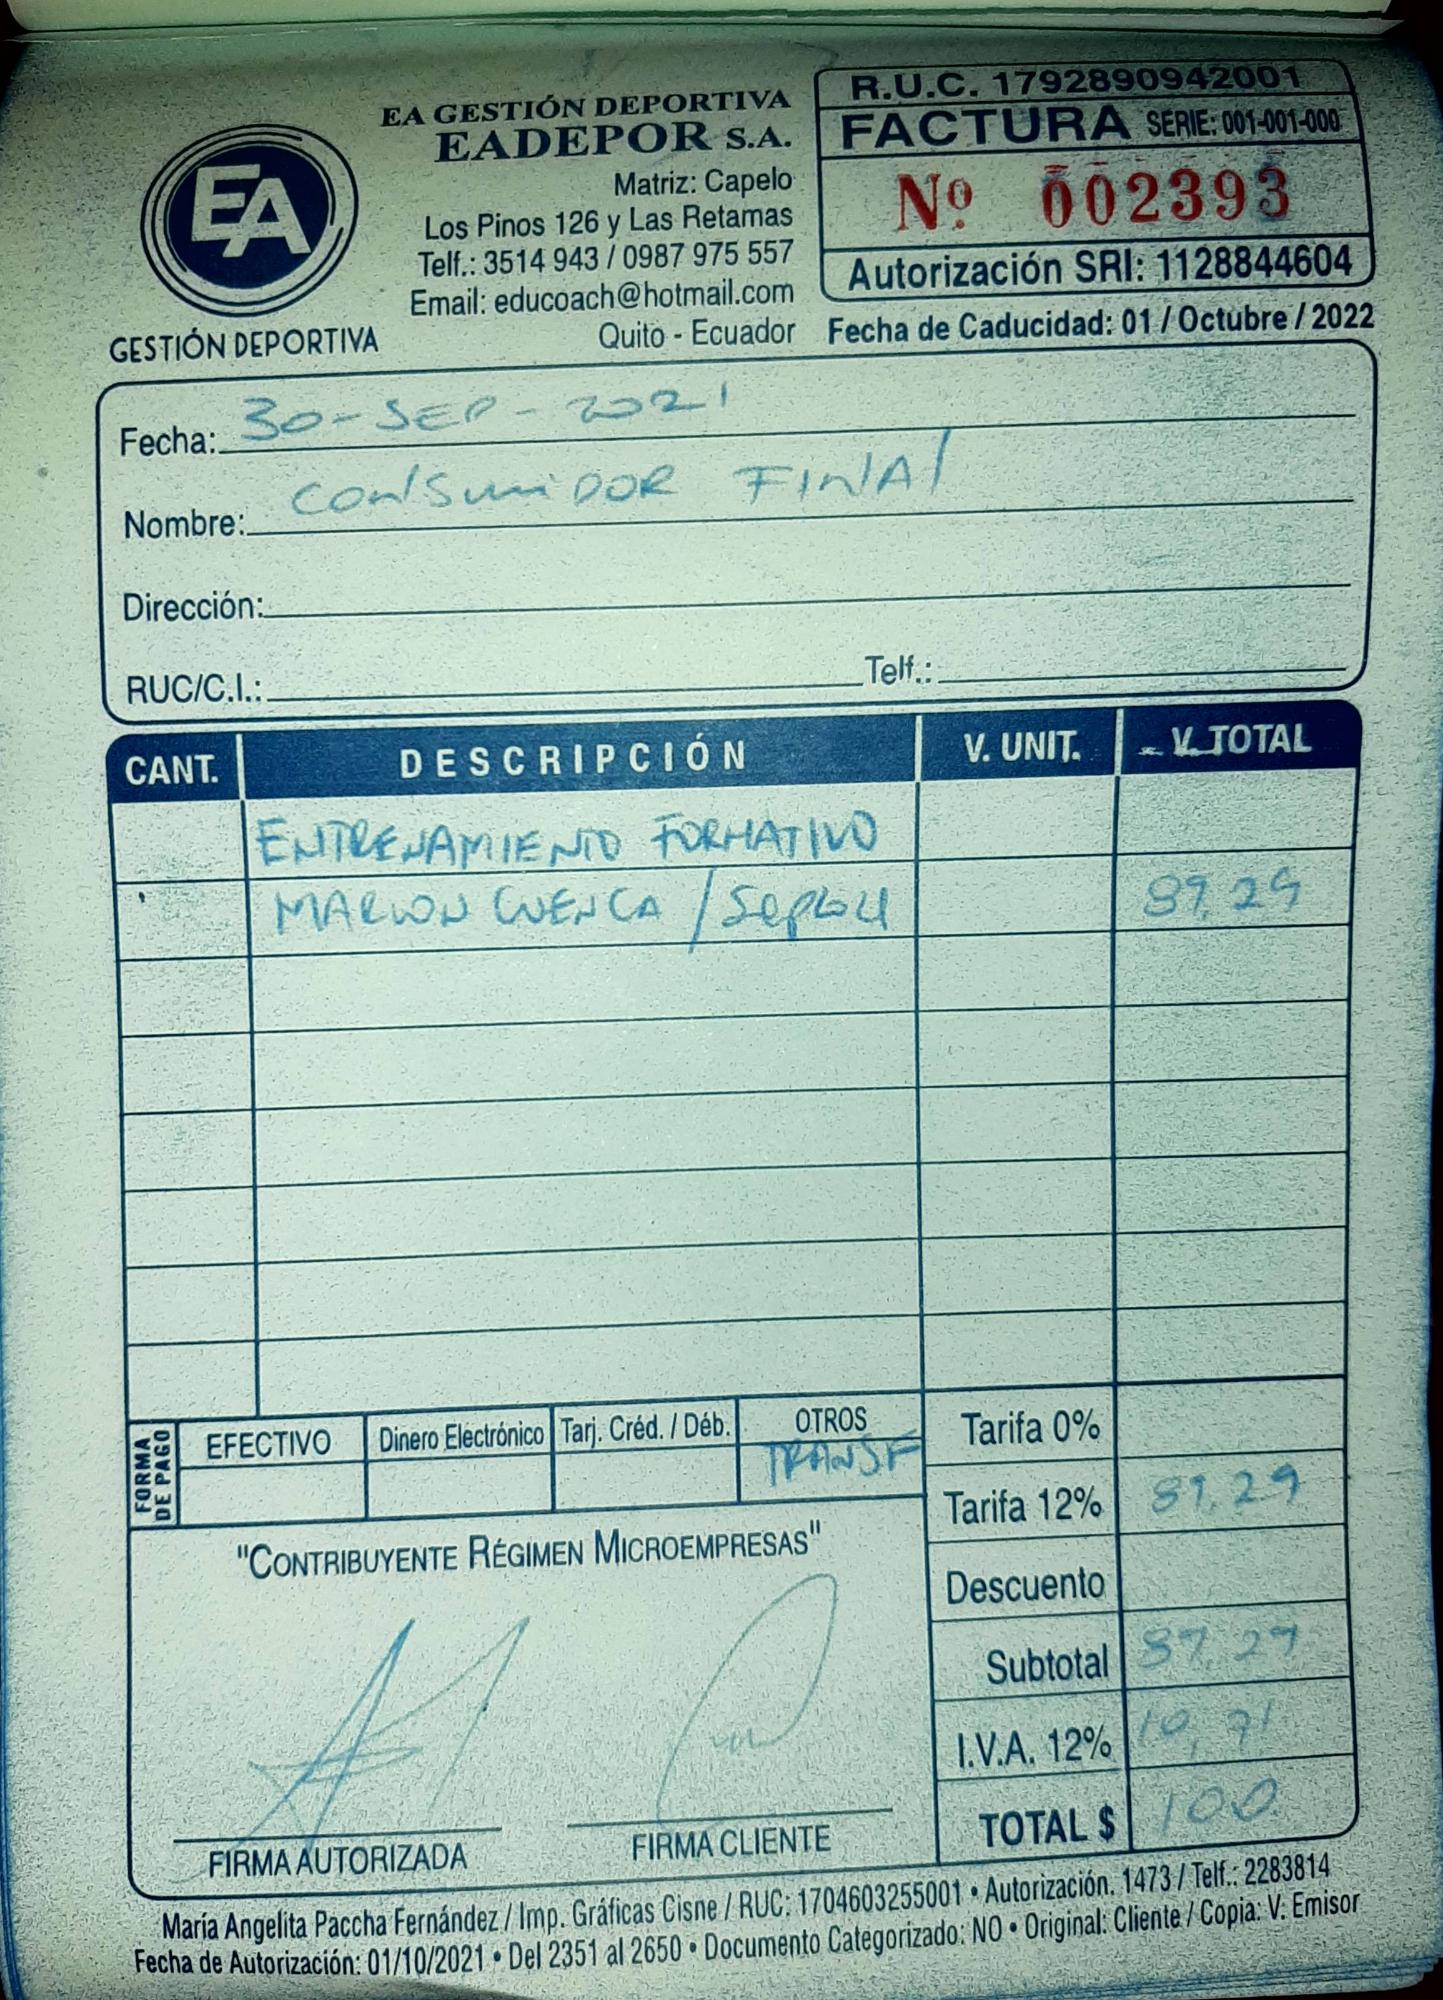 EA
GESTIÓN DEPORTIVA
EA GESTIÓN DEPORTIVA
EADEPOR S.A.
Matriz: Capelo
Los Pinos 126 y Las Retamas
Telf.: 3514 943 / 0987 975 557
Email: educoach@hotmail.com
Quito - Ecuador
R.U.C. 1792890942001
FACTURA SERIE: 001-001-000
Nº 002393
Autorización SRI: 1128844604
Fecha de Caducidad: 01 / Octubre / 2022
Fecha: 30-SEP-2021
Nombre: CONSUMIDOR FINAL
Dirección:
RUC/C.I.: Telf.:
CANT. DESCRIPCIÓN V. UNIT. V. TOTAL
ENTRENAMIENTO FORMATIVO
MARLON CUENCA / 89,29
FORMA DE PAGO EFECTIVO Dinero Electrónico Tarj. Créd. / Déb. OTROS
TRANSF
Tarifa 0%
Tarifa 12% 89,29
Descuento
Subtotal 89,29
I.V.A. 12% 10,71
TOTAL $ 100
"CONTRIBUYENTE RÉGIMEN MICROEMPRESAS"
FIRMA AUTORIZADA FIRMA CLIENTE
María Angelita Paccha Fernández / Imp. Gráficas Cisne / RUC: 1704603255001 • Autorización. 1473 / Telf.: 2283814
Fecha de Autorización: 01/10/2021 • Del 2351 al 2650 • Documento Categorizado: NO • Original: Cliente / Copia: V. Emisor